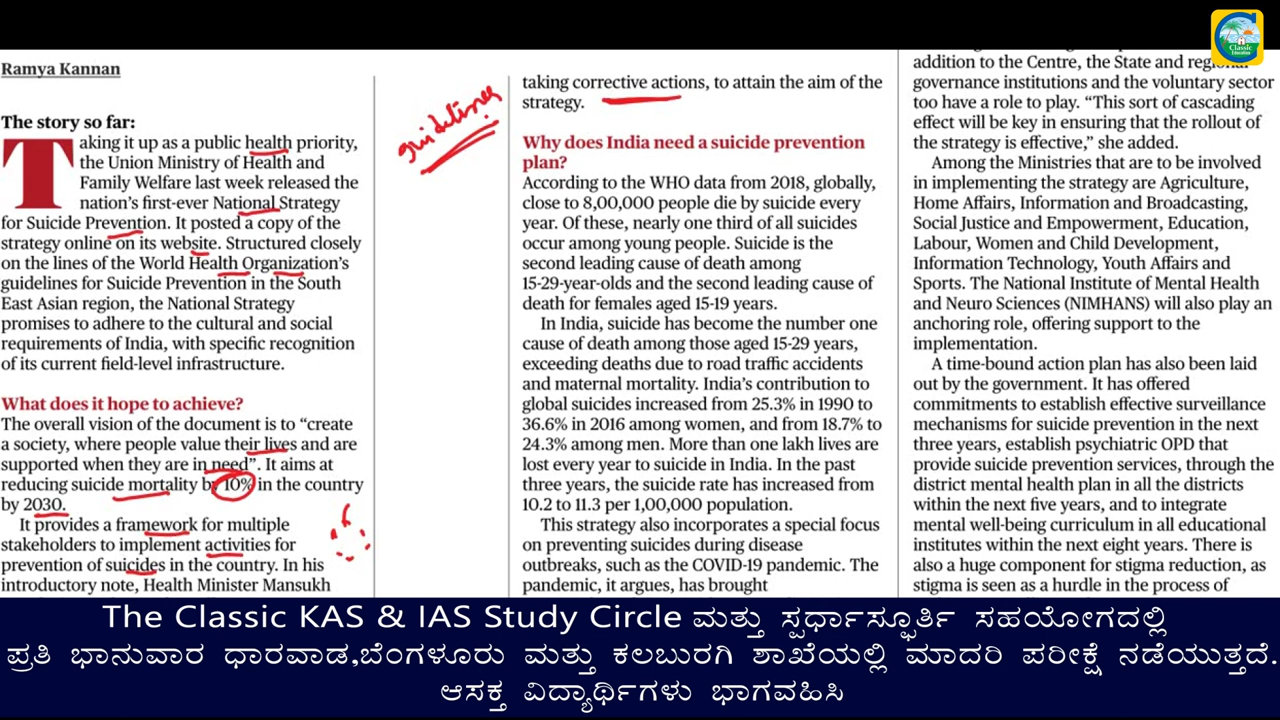 Classic
Education
Ramya Kannan
The story so far:
Taking it up as a public health priority,
the Union Ministry of Health and
Family Welfare last week released the
nation's first-ever National Strategy
for Suicide Prevention. It posted a copy of the
strategy online on its website. Structured closely
on the lines of the World Health Organization's
guidelines for Suicide Prevention in the South
East Asian region, the National Strategy
promises to adhere to the cultural and social
requirements of India, with specific recognition
of its current field-level infrastructure.
What does it hope to achieve?
The overall vision of the document is to “create
a society, where people value their lives and are
supported when they are in need”. It aims at
reducing suicide mortality by 10% in the country
by 2030.
It provides a framework for multiple
stakeholders to implement activities for
prevention of suicides in the country. In his
introductory note, Health Minister Mansukh
guidelines
taking corrective actions, to attain the aim of the
strategy.
Why does India need a suicide prevention
plan?
According to the WHO data from 2018, globally,
close to 8,00,000 people die by suicide every
year. Of these, nearly one third of all suicides
occur among young people. Suicide is the
second leading cause of death among
15-29-year-olds and the second leading cause of
death for females aged 15-19 years.
In India, suicide has become the number one
cause of death among those aged 15-29 years,
exceeding deaths due to road traffic accidents
and maternal mortality. India's contribution to
global suicides increased from 25.3% in 1990 to
36.6% in 2016 among women, and from 18.7% to
24.3% among men. More than one lakh lives are
lost every year to suicide in India. In the past
three years, the suicide rate has increased from
10.2 to 11.3 per 1,00,000 population.
This strategy also incorporates a special focus
on preventing suicides during disease
outbreaks, such as the COVID-19 pandemic. The
pandemic, it argues, has brought
addition to the Centre, the State and regional
governance institutions and the voluntary sector
too have a role to play. “This sort of cascading
effect will be key in ensuring that the rollout of
the strategy is effective,” she added.
Among the Ministries that are to be involved
in implementing the strategy are Agriculture,
Home Affairs, Information and Broadcasting,
Social Justice and Empowerment, Education,
Labour, Women and Child Development,
Information Technology, Youth Affairs and
Sports. The National Institute of Mental Health
and Neuro Sciences (NIMHANS) will also play an
anchoring role, offering support to the
implementation.
A time-bound action plan has also been laid
out by the government. It has offered
commitments to establish effective surveillance
mechanisms for suicide prevention in the next
three years, establish psychiatric OPD that
provide suicide prevention services, through the
district mental health plan in all the districts
within the next five years, and to integrate
mental well-being curriculum in all educational
institutes within the next eight years. There is
also a huge component for stigma reduction, as
stigma is seen as a hurdle in the process of
The Classic KAS & IAS Study Circle ಮತ್ತು ಸ್ಪರ್ಧಾಸ್ಫೂರ್ತಿ ಸಹಯೋಗದಲ್ಲಿ
ಪ್ರತಿ ಭಾನುವಾರ ಧಾರವಾಡ,ಬೆಂಗಳೂರು ಮತ್ತು ಕಲಬುರಗಿ ಶಾಖೆಯಲ್ಲಿ ಮಾದರಿ ಪರೀಕ್ಷೆ ನಡೆಯುತ್ತದೆ.
ಆಸಕ್ತ ವಿದ್ಯಾರ್ಥಿಗಳು ಭಾಗವಹಿಸಿ